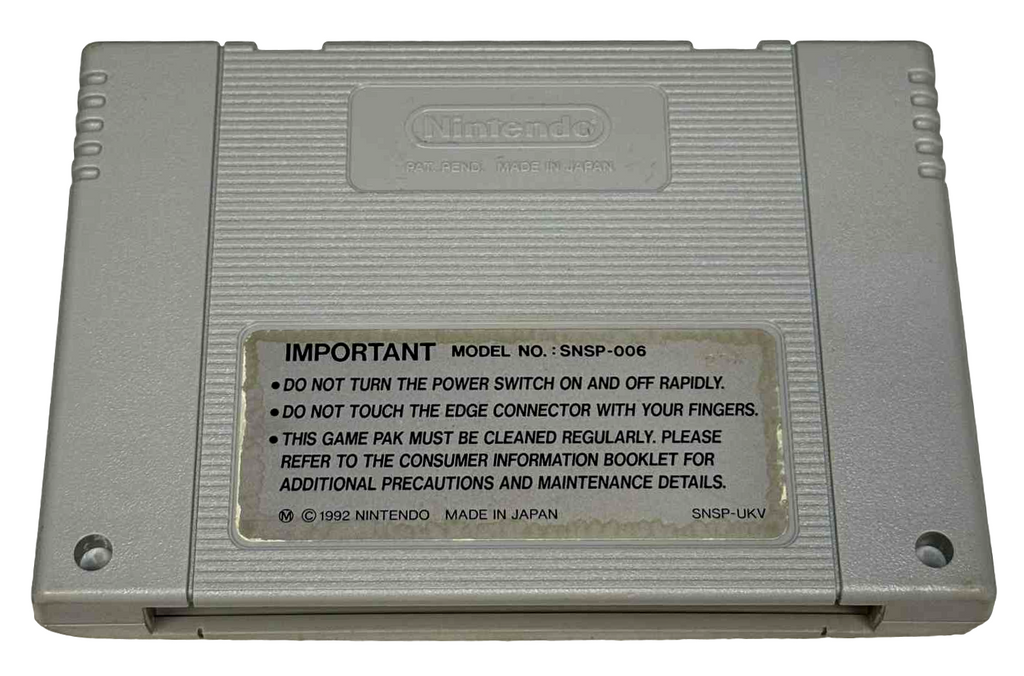 Nintendo
PAT. PEND. MADE IN JAPAN
IMPORTANT MODEL NO. : SNSP-006
• DO NOT TURN THE POWER SWITCH ON AND OFF RAPIDLY.
• DO NOT TOUCH THE EDGE CONNECTOR WITH YOUR FINGERS.
• THIS GAME PAK MUST BE CLEANED REGULARLY. PLEASE
REFER TO THE CONSUMER INFORMATION BOOKLET FOR
ADDITIONAL PRECAUTIONS AND MAINTENANCE DETAILS.
Ⓜ © 1992 NINTENDO MADE IN JAPAN SNSP-UKV